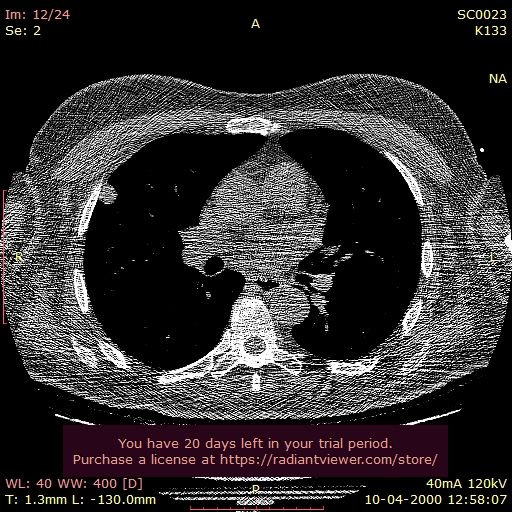 Im: 12/24
Se: 2
A
SC0023
K133
NA
R
L
You have 20 days left in your trial period.
Purchase a license at https://radiantviewer.com/store/
WL: 40 WW: 400 [D]
T: 1.3mm L: -130.0mm
P
40mA 120kV
10-04-2000 12:58:07